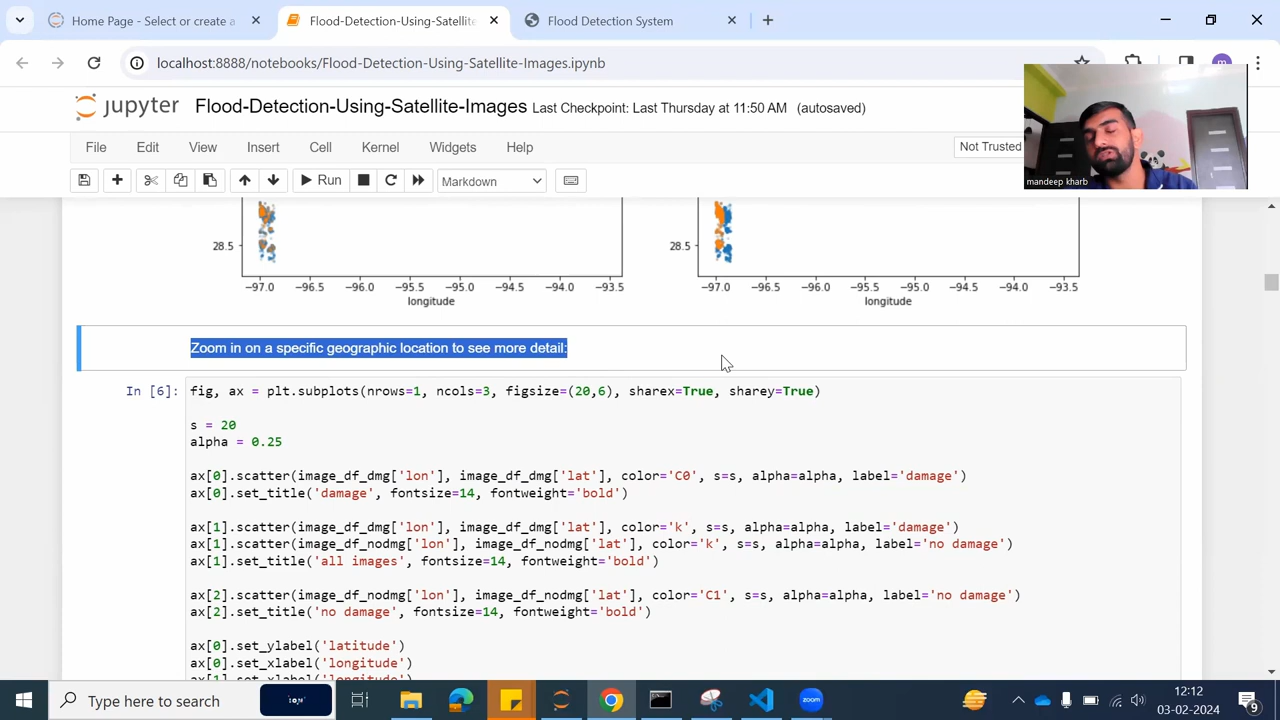 Home Page - Select or create a
Flood-Detection-Using-Satellite
Flood Detection System
localhost:8888/notebooks/Flood-Detection-Using-Satellite-Images.ipynb
jupyter Flood-Detection-Using-Satellite-Images Last Checkpoint: Last Thursday at 11:50 AM (autosaved)
File Edit View Insert Cell Kernel Widgets Help Not Trusted
mandeep kharb
Run Markdown
28.5 28.5
−97.0 −96.5 −96.0 −95.5 −95.0 −94.5 −94.0 −93.5 −97.0 −96.5 −96.0 −95.5 −95.0 −94.5 −94.0 −93.5
longitude longitude
Zoom in on a specific geographic location to see more detail:
In [6]: fig, ax = plt.subplots(nrows=1, ncols=3, figsize=(20,6), sharex=True, sharey=True)
s = 20
alpha = 0.25
ax[0].scatter(image_df_dmg['lon'], image_df_dmg['lat'], color='C0', s=s, alpha=alpha, label='damage')
ax[0].set_title('damage', fontsize=14, fontweight='bold')
ax[1].scatter(image_df_dmg['lon'], image_df_dmg['lat'], color='k', s=s, alpha=alpha, label='damage')
ax[1].scatter(image_df_nodmg['lon'], image_df_nodmg['lat'], color='k', s=s, alpha=alpha, label='no damage')
ax[1].set_title('all images', fontsize=14, fontweight='bold')
ax[2].scatter(image_df_nodmg['lon'], image_df_nodmg['lat'], color='C1', s=s, alpha=alpha, label='no damage')
ax[2].set_title('no damage', fontsize=14, fontweight='bold')
ax[0].set_ylabel('latitude')
ax[0].set_xlabel('longitude')
Type here to search
zoom
12:12
03-02-2024
9